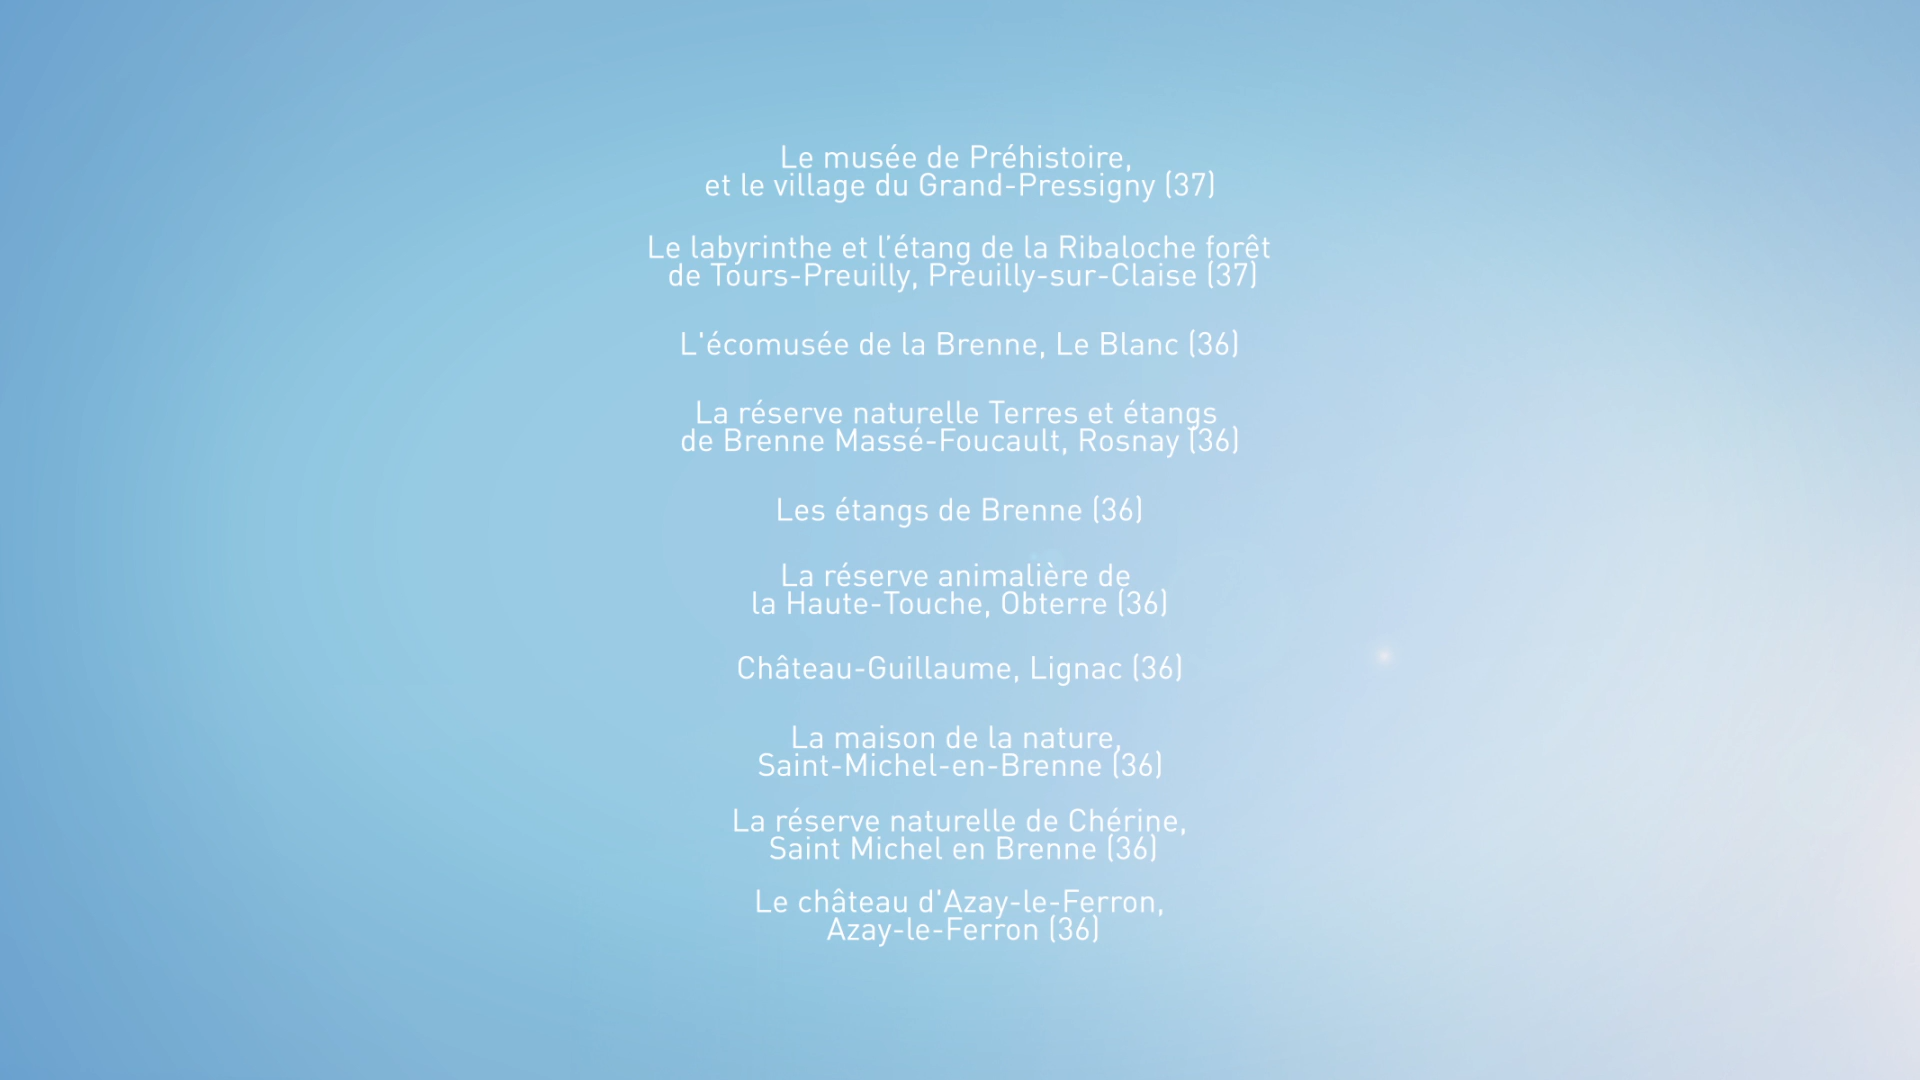 Le musée de Préhistoire,
et le village du Grand-Pressigny (37)
Le labyrinthe et l’étang de la Ribaloche forêt
de Tours-Preuilly, Preuilly-sur-Claise (37)
L'écomusée de la Brenne, Le Blanc (36)
La réserve naturelle Terres et étangs
de Brenne Massé-Foucault, Rosnay (36)
Les étangs de Brenne (36)
La réserve animalière de
la Haute-Touche, Obterre (36)
Château-Guillaume, Lignac (36)
La maison de la nature,
Saint-Michel-en-Brenne (36)
La réserve naturelle de Chérine,
Saint Michel en Brenne (36)
Le château d'Azay-le-Ferron,
Azay-le-Ferron (36)